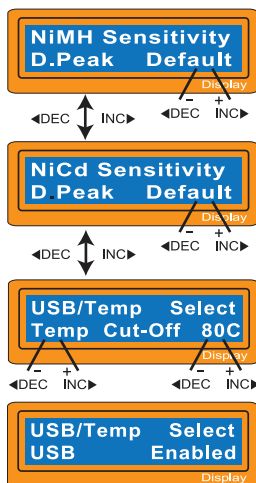 NiMH Sensitivity
D.Peak Default
Display
◀DEC INC▶
- +
◀DEC INC▶
NiCd Sensitivity
D.Peak Default
Display
◀DEC INC▶
- +
◀DEC INC▶
USB/Temp Select
Temp Cut-Off 80C
Display
- + - +
◀DEC INC▶ ◀DEC INC▶
USB/Temp Select
USB Enabled
Display